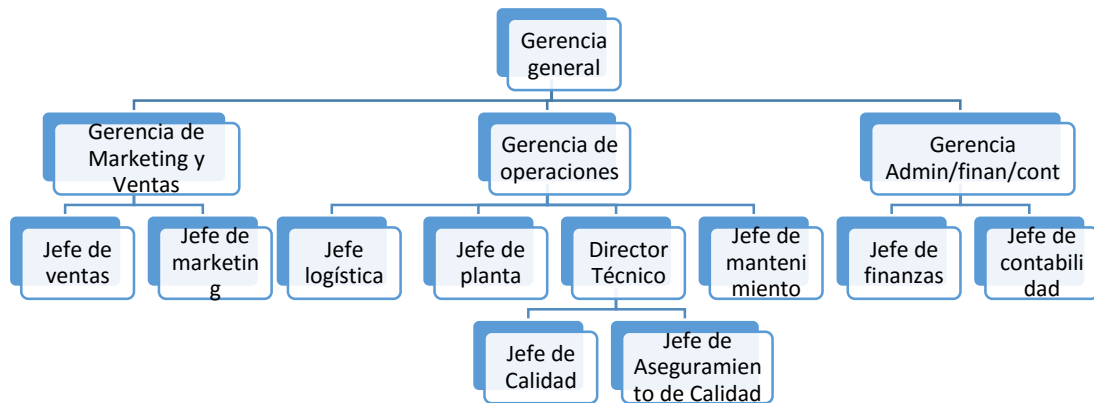 Gerencia
general
Gerencia de
Marketing y
Ventas
Gerencia de
operaciones
Gerencia
Admin/finan/cont
Jefe de
ventas
Jefe de
marketin
g
Jefe
logística
Jefe de
planta
Director
Técnico
Jefe de
manteni
miento
Jefe de
finanzas
Jefe de
contabili
dad
Jefe de
Calidad
Jefe de
Aseguramien
to de Calidad